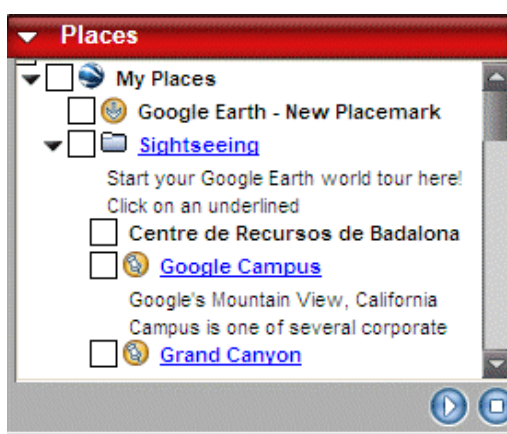 Places
My Places
Google Earth - New Placemark
Sightseeing
Start your Google Earth world tour here!
Click on an underlined
Centre de Recursos de Badalona
Google Campus
Google's Mountain View, California
Campus is one of several corporate
Grand Canyon